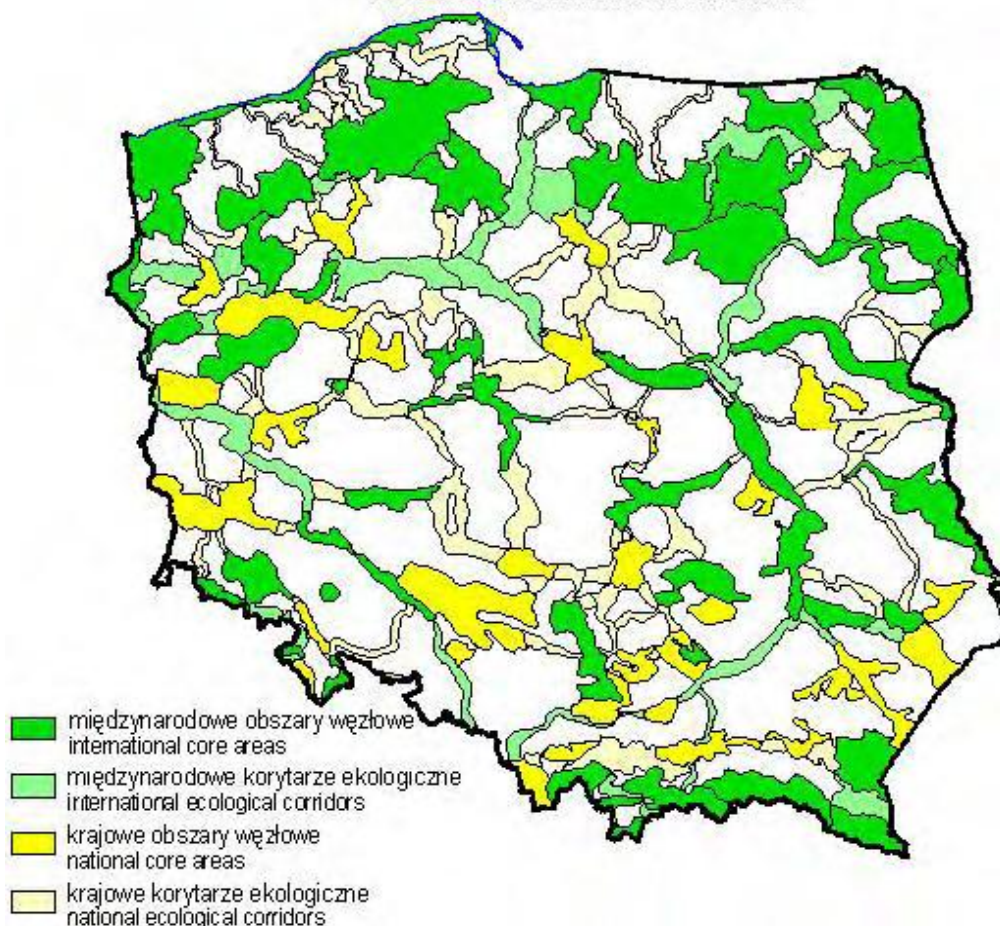 międzynarodowe obszary węzłowe
international core areas
międzynarodowe korytarze ekologiczne
international ecological corridors
krajowe obszary węzłowe
national core areas
krajowe korytarze ekologiczne
national ecological corridors